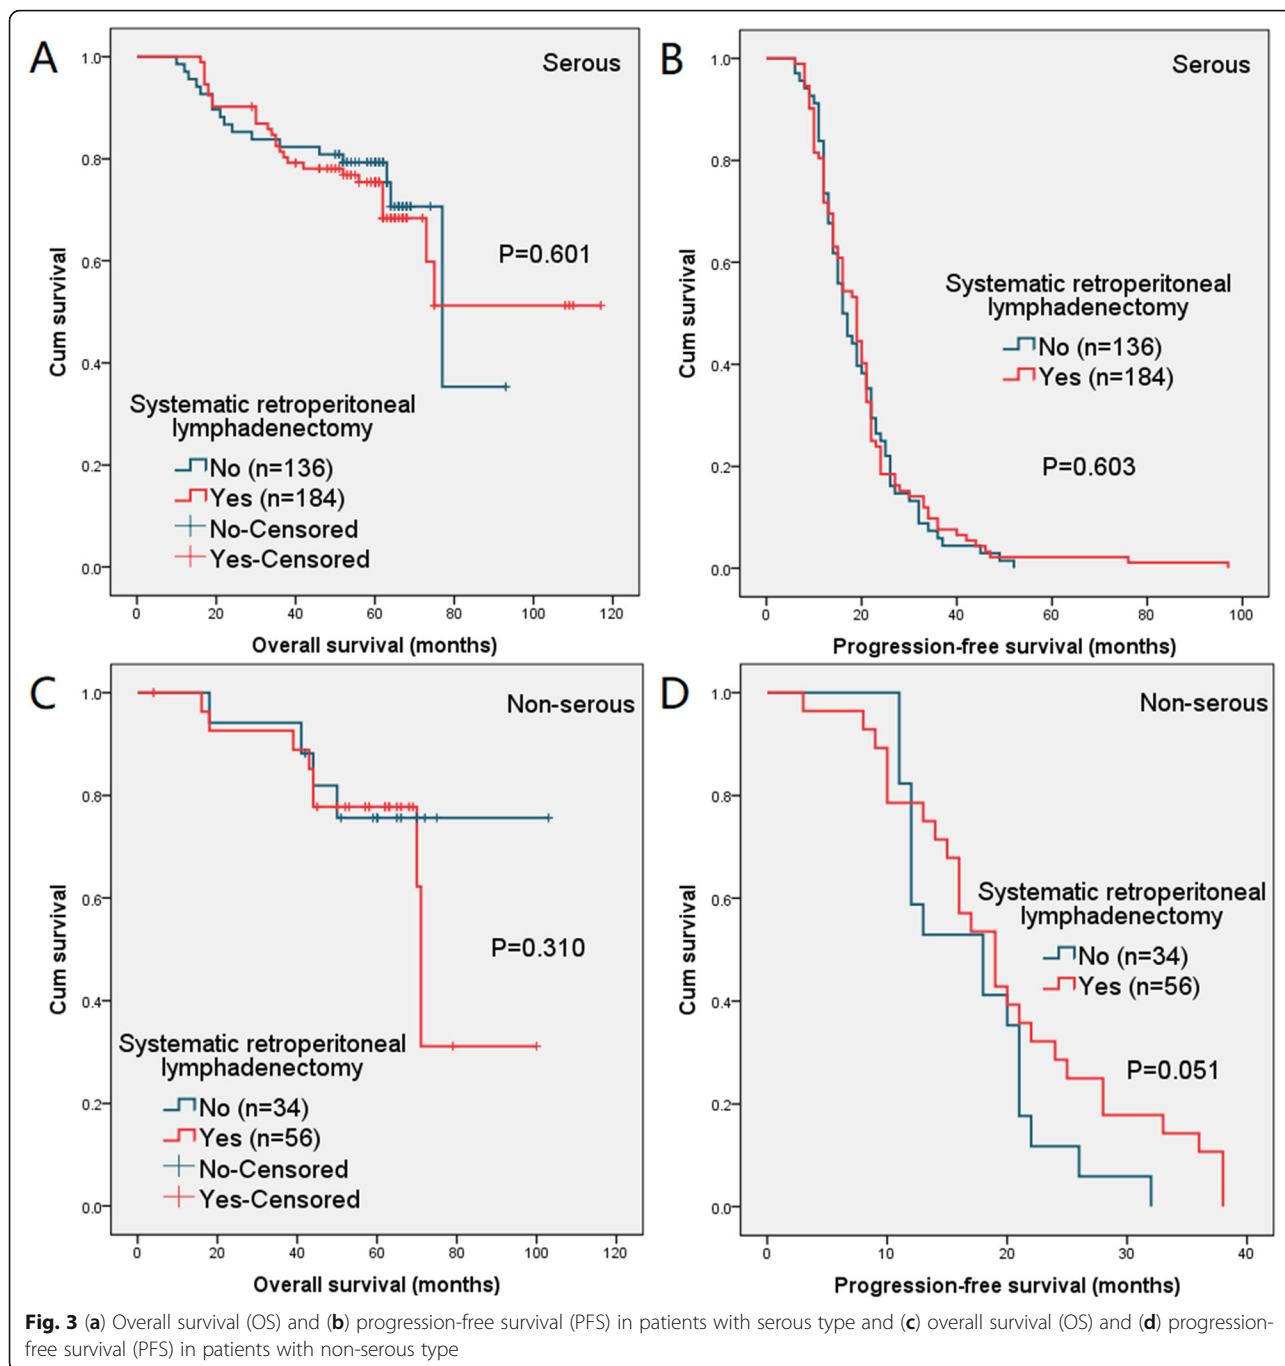 A
Serous
1.0
0.8
0.6
0.4
0.2
0.0
Cum survival
P=0.601
Systematic retroperitoneal
lymphadenectomy
No (n=136)
Yes (n=184)
No-Censored
Yes-Censored
0 20 40 60 80 100 120
Overall survival (months)
B
Serous
1.0
0.8
0.6
0.4
0.2
0.0
Cum survival
Systematic retroperitoneal
lymphadenectomy
No (n=136)
Yes (n=184)
P=0.603
0 20 40 60 80 100
Progression-free survival (months)
C
Non-serous
1.0
0.8
0.6
0.4
0.2
0.0
Cum survival
P=0.310
Systematic retroperitoneal
lymphadenectomy
No (n=34)
Yes (n=56)
No-Censored
Yes-Censored
0 20 40 60 80 100 120
Overall survival (months)
D
Non-serous
1.0
0.8
0.6
0.4
0.2
0.0
Cum survival
Systematic retroperitoneal
lymphadenectomy
No (n=34)
Yes (n=56)
P=0.051
0 10 20 30 40
Progression-free survival (months)
Fig. 3 (a) Overall survival (OS) and (b) progression-free survival (PFS) in patients with serous type and (c) overall survival (OS) and (d) progression-
free survival (PFS) in patients with non-serous type